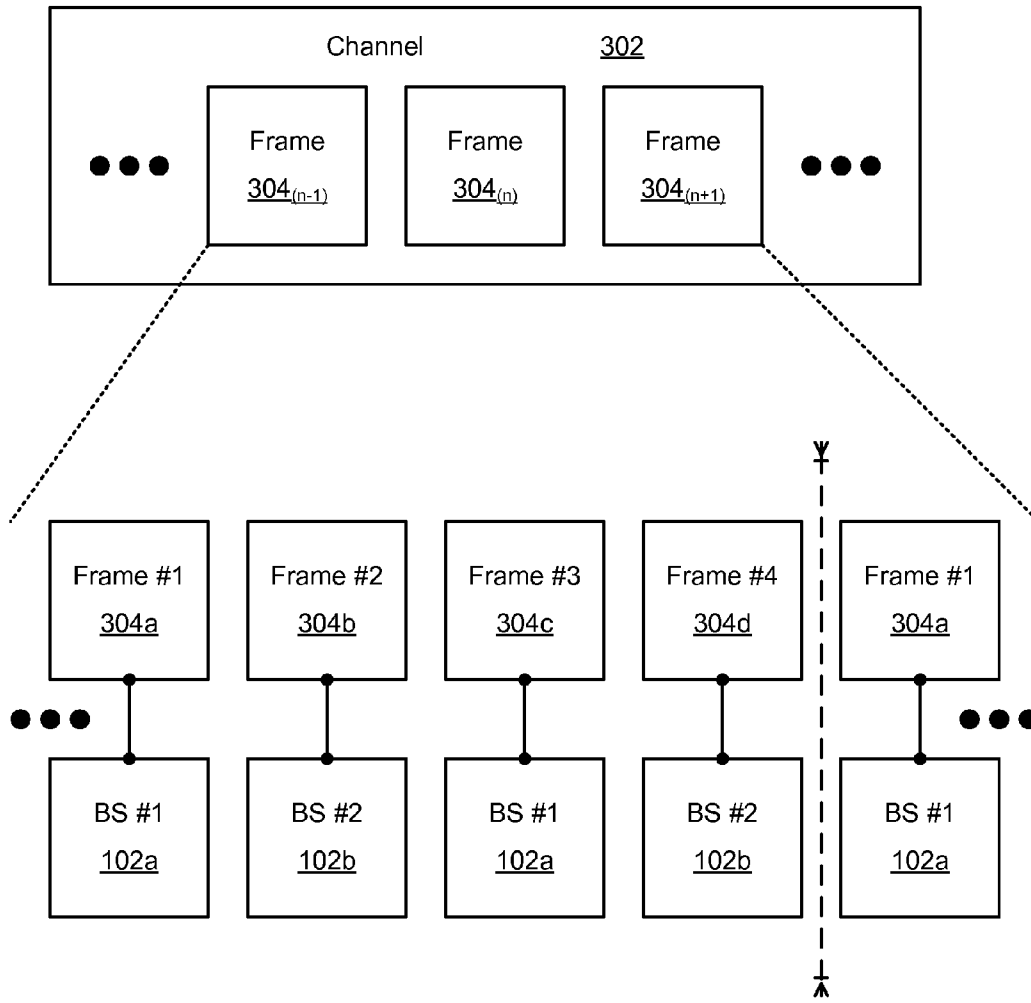 Channel 302
Frame Frame Frame
304(n-1) 304(n) 304(n+1)
Frame #1 Frame #2 Frame #3 Frame #4 Frame #1
304a 304b 304c 304d 304a
BS #1 BS #2 BS #1 BS #2 BS #1
102a 102b 102a 102b 102a